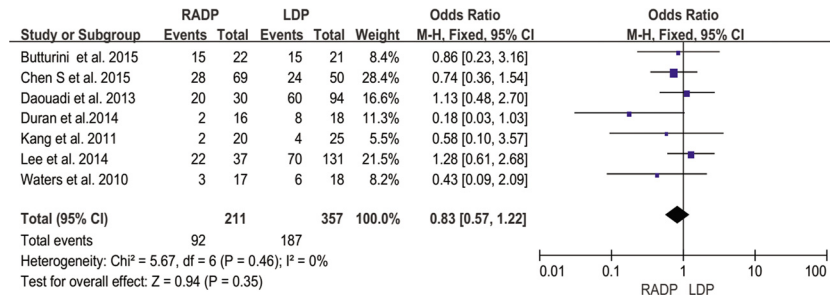 RADP LDP Odds Ratio Odds Ratio
Study or Subgroup Events Total Events Total Weight M-H, Fixed, 95% CI M-H, Fixed, 95% CI
Butturini et al. 2015 15 22 15 21 8.4% 0.86 [0.23, 3.16]
Chen S et al. 2015 28 69 24 50 28.4% 0.74 [0.36, 1.54]
Daouadi et al. 2013 20 30 60 94 16.6% 1.13 [0.48, 2.70]
Duran et al.2014 2 16 8 18 9.7% 0.18 [0.03, 1.03]
Kang et al. 2011 2 20 4 25 7.1% 0.58 [0.10, 3.57]
Lee et al. 2014 22 37 70 131 21.5% 1.28 [0.61, 2.68]
Waters et al. 2010 3 17 6 18 8.2% 0.43 [0.09, 2.09]
Total (95% CI) 211 357 100.0% 0.83 [0.57, 1.22]
Total events 92 187
Heterogeneity: Chi² = 5.67, df = 6 (P = 0.46); I² = 0%
Test for overall effect: Z = 0.94 (P = 0.35)
0.01 0.1 1 10 100
RADP LDP